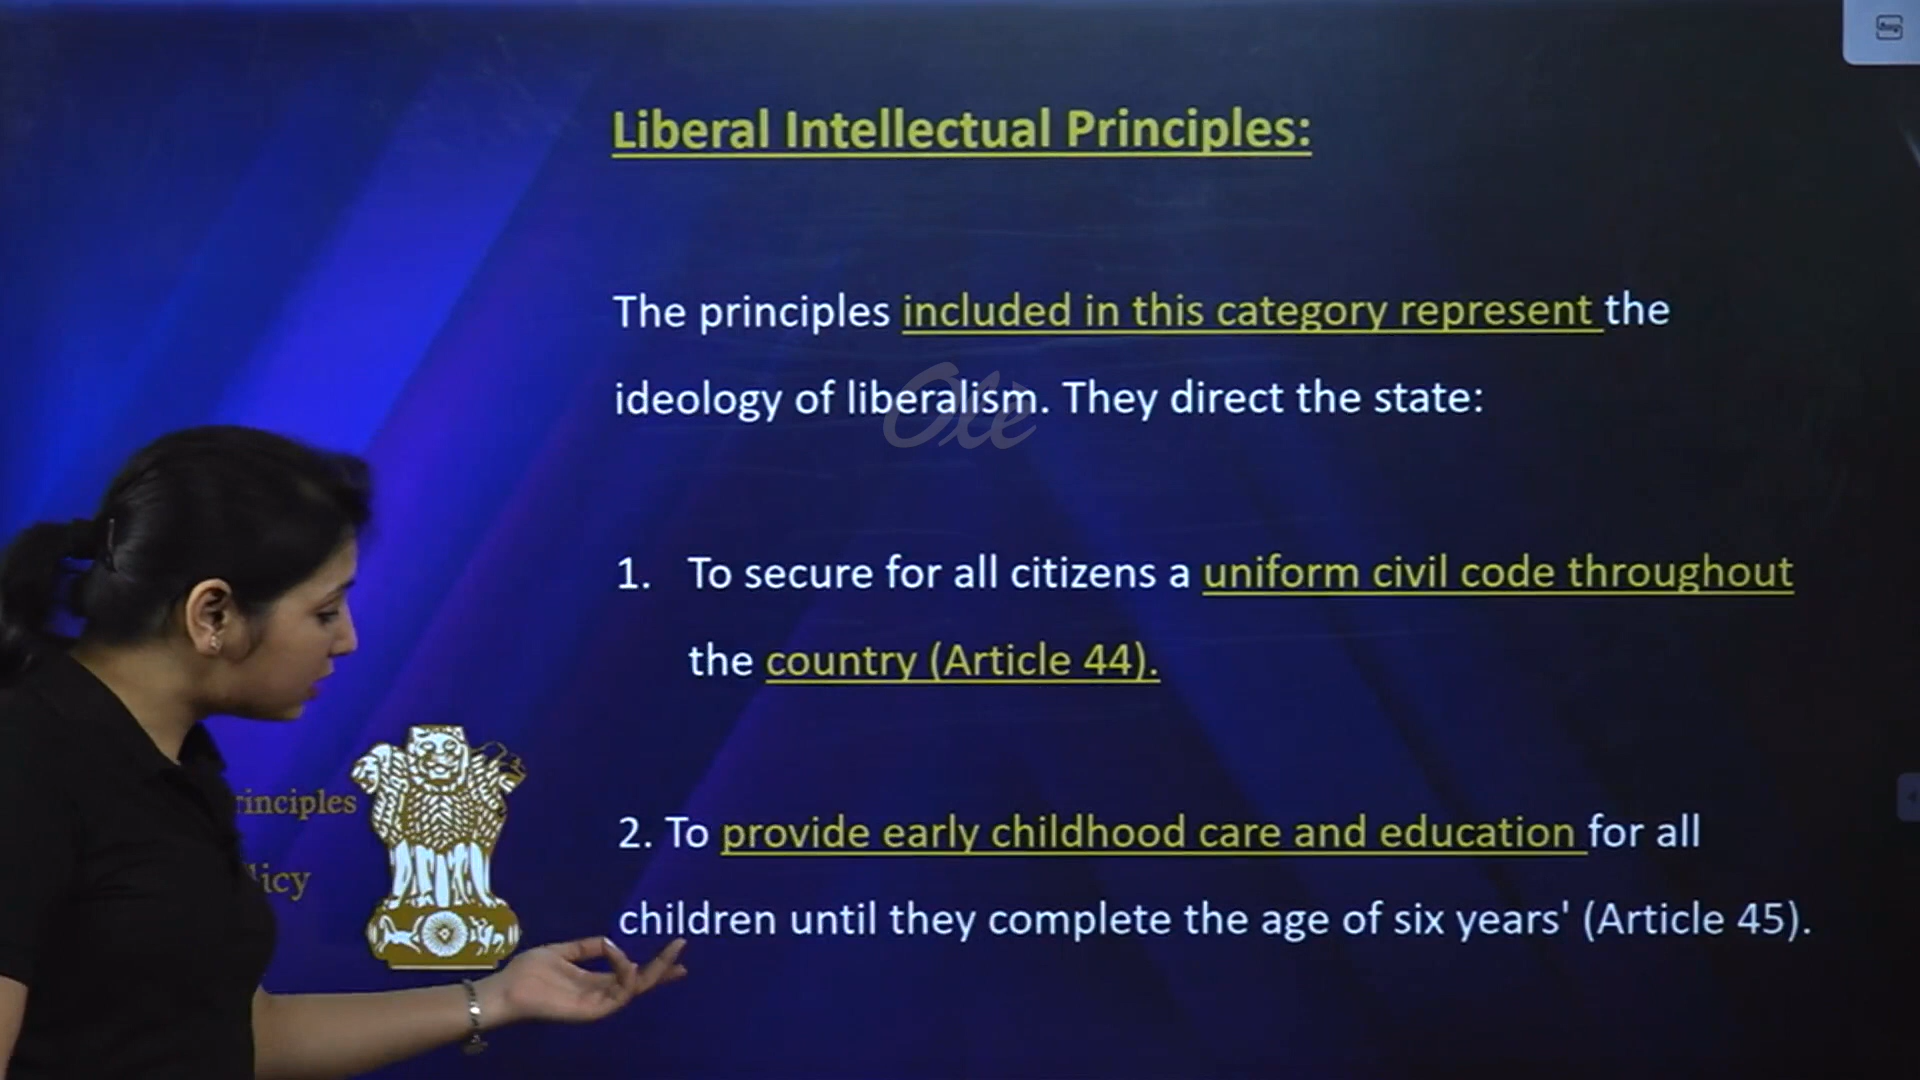 Liberal Intellectual Principles:
The principles included in this category represent the
ideology of liberalism. They direct the state:
Olè
1. To secure for all citizens a uniform civil code throughout
the country (Article 44).
rinciples
licy
2. To provide early childhood care and education for all
children until they complete the age of six years' (Article 45).